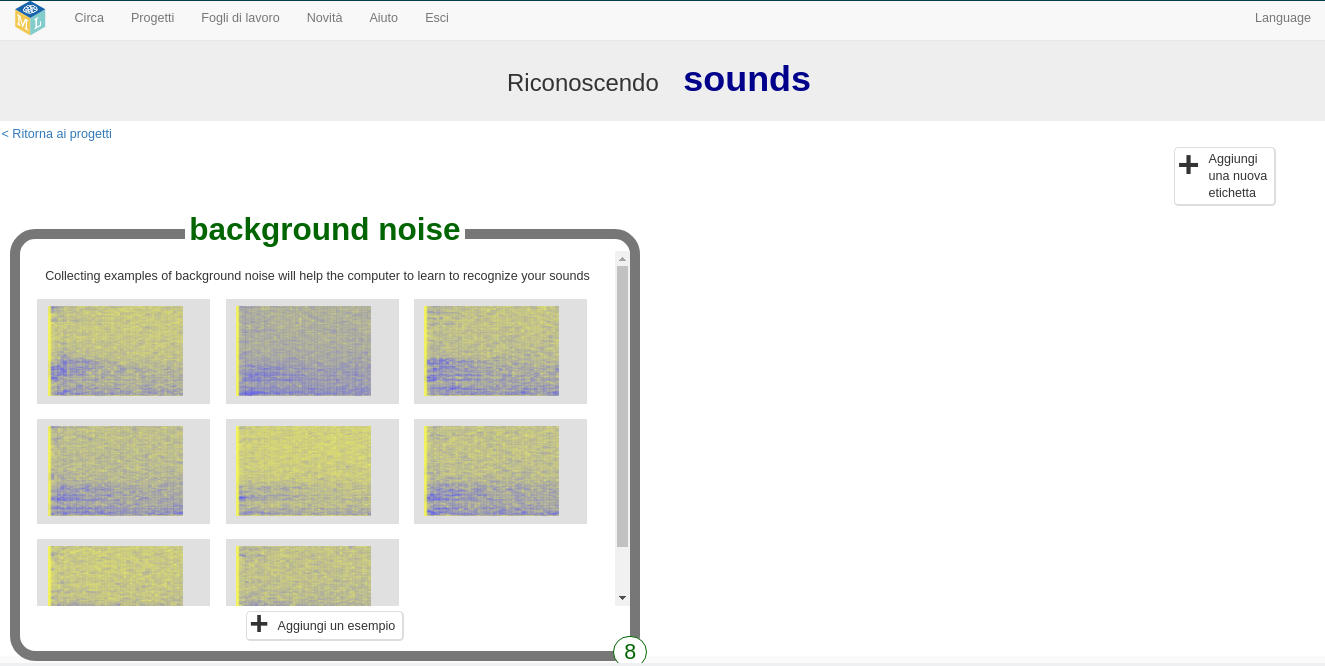 ML
Circa Progetti Fogli di lavoro Novità Aiuto Esci Language
Riconoscendo sounds
< Ritorna ai progetti
Aggiungi
una nuova
etichetta
background noise
Collecting examples of background noise will help the computer to learn to recognize your sounds
Aggiungi un esempio
8